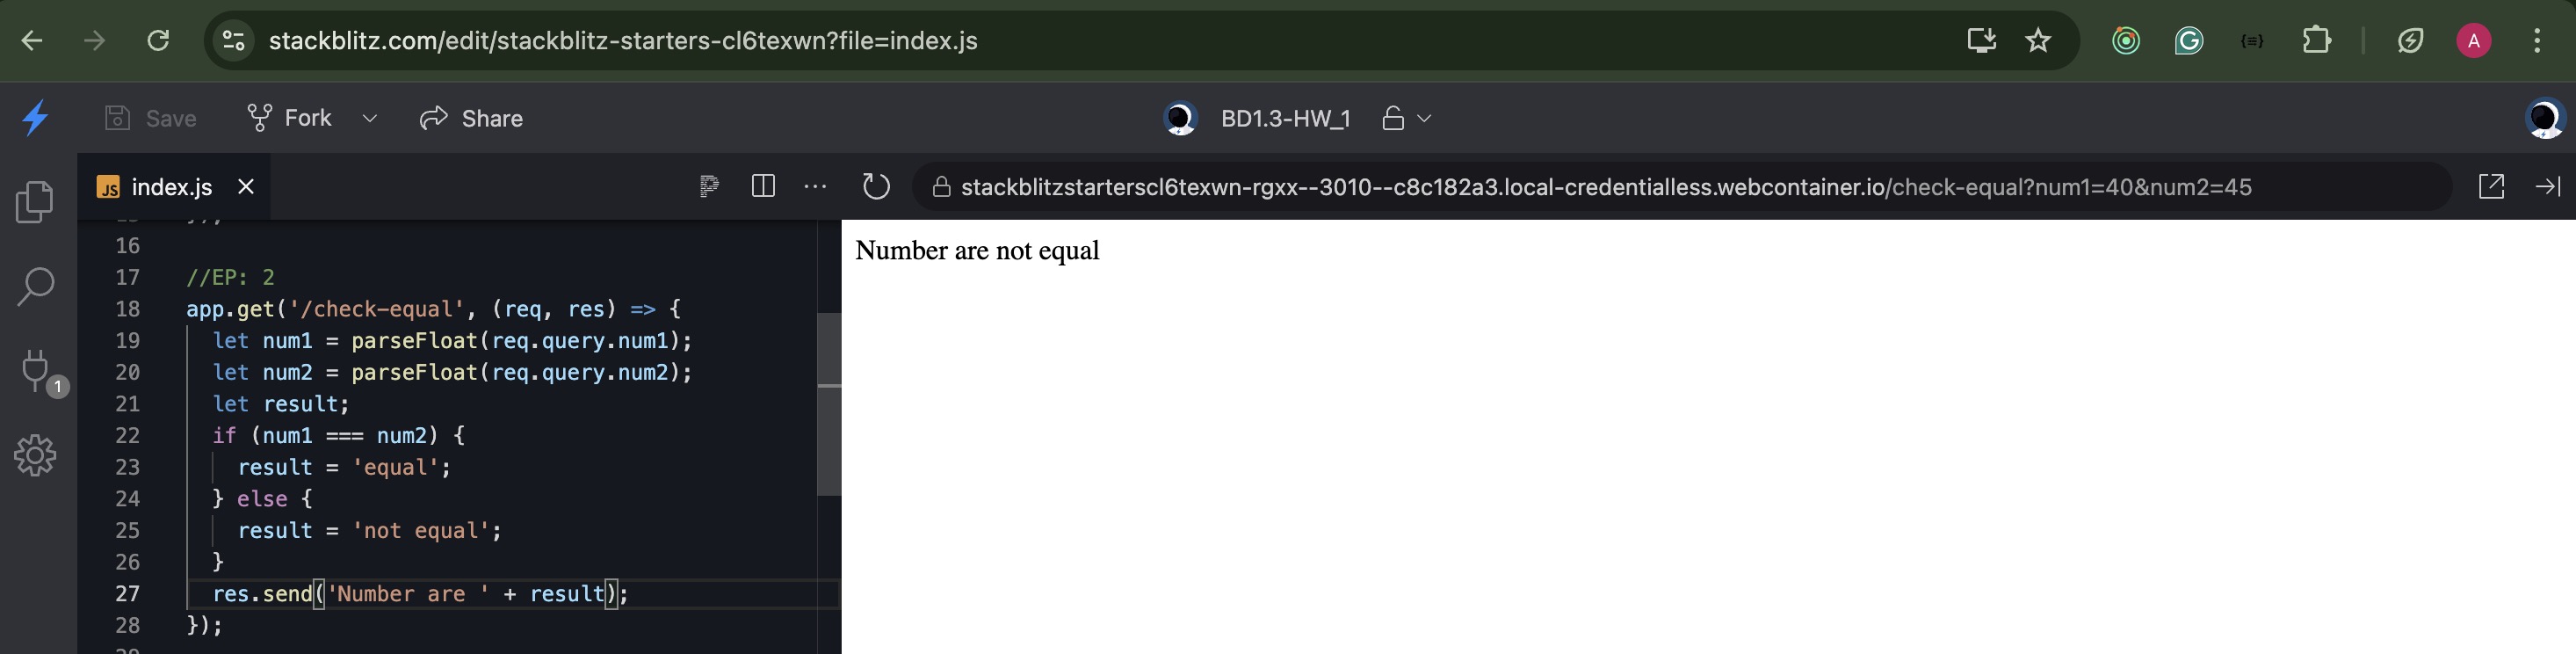 stackblitz.com/edit/stackblitz-starters-cl6texwn?file=index.js
A
Save
Fork
Share
BD1.3-HW_1
JS index.js
stackblitzstarterscl6texwn-rgxx--3010--c8c182a3.local-credentialless.webcontainer.io/check-equal?num1=40&num2=45
1
16
17 //EP: 2
18 app.get('/check-equal', (req, res) => {
19 let num1 = parseFloat(req.query.num1);
20 let num2 = parseFloat(req.query.num2);
21 let result;
22 if (num1 === num2) {
23 result = 'equal';
24 } else {
25 result = 'not equal';
26 }
27 res.send('Number are ' + result);
28 });
Number are not equal